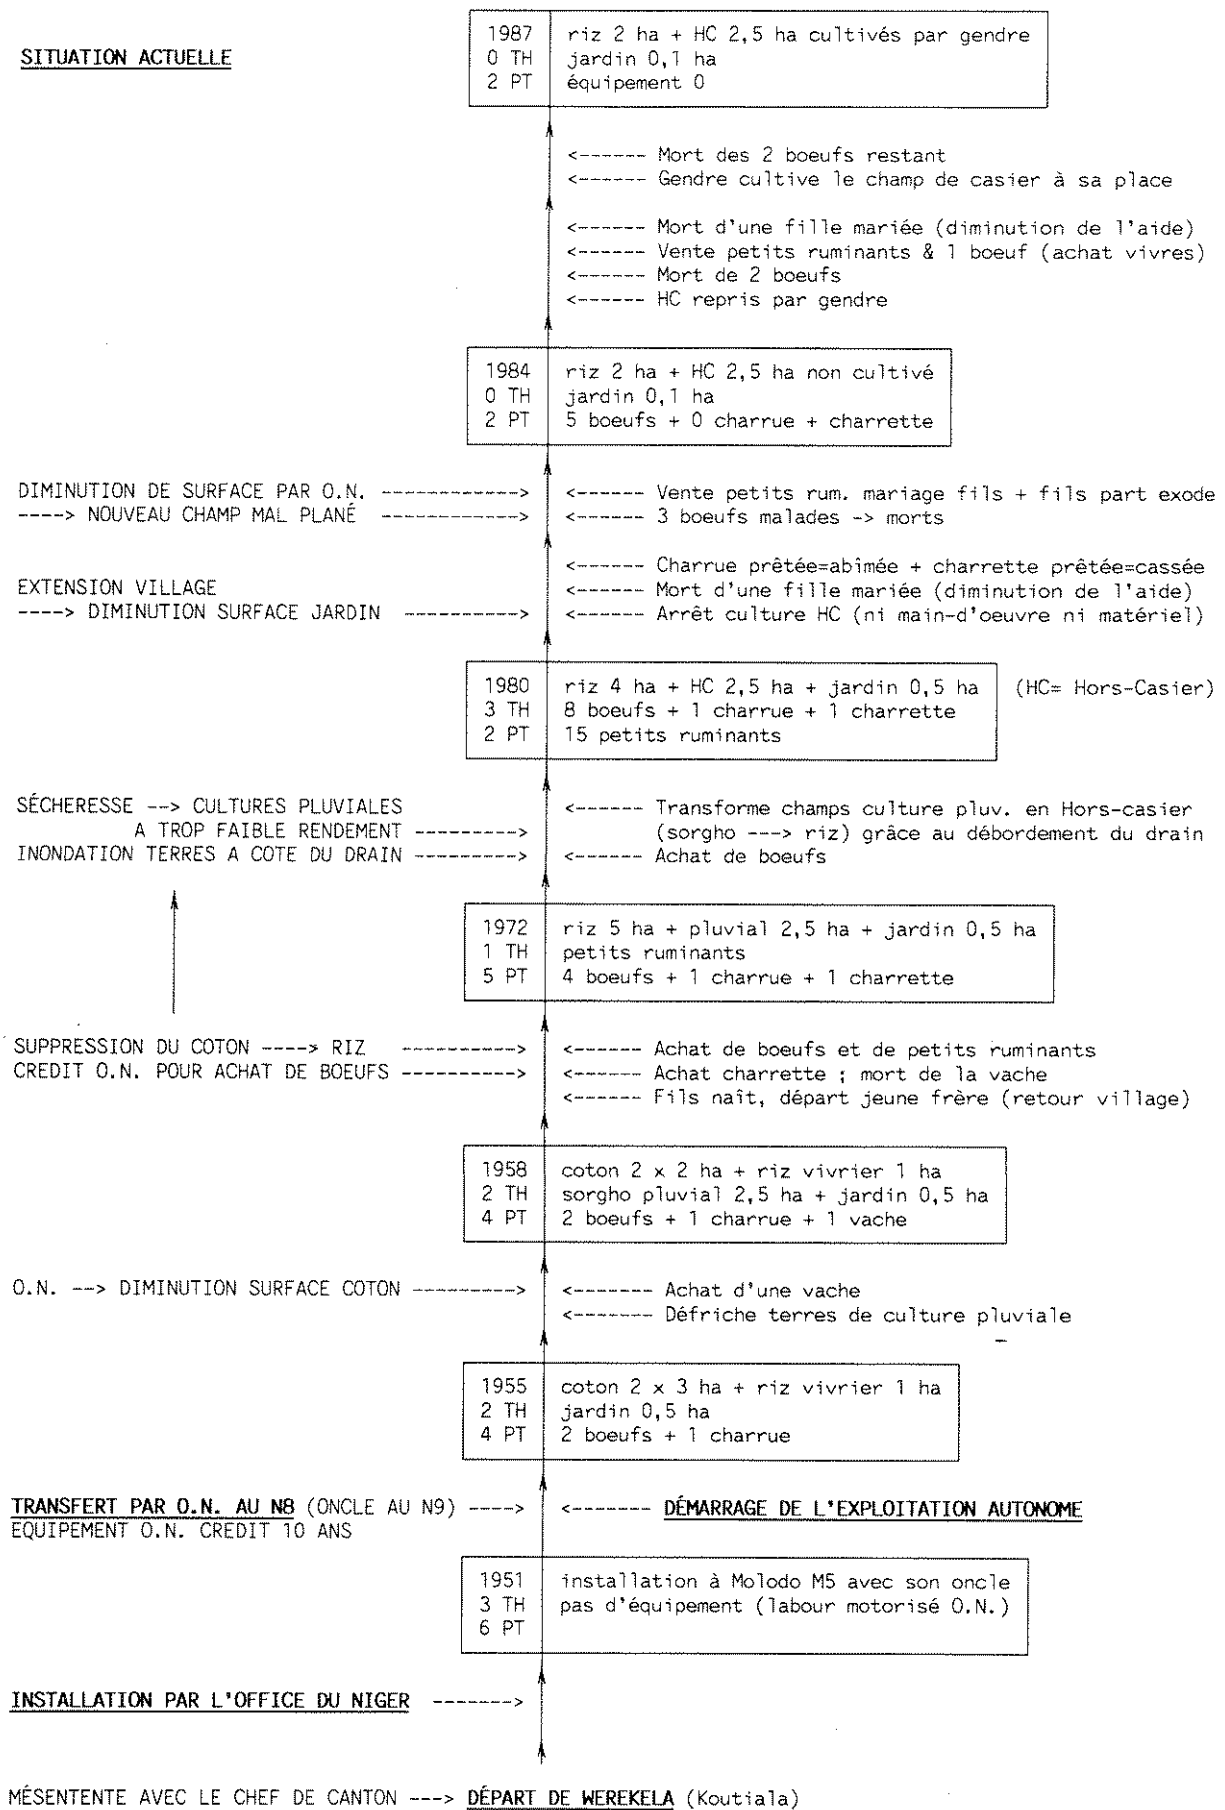 1987 riz 2 ha + HC 2,5 ha cultivés par gendre
SITUATION ACTUELLE 0 TH jardin 0,1 ha
2 PT équipement 0
<------ Mort des 2 boeufs restant
<------ Gendre cultive le champ de casier à sa place
<------ Mort d'une fille mariée (diminution de l'aide)
<------ Vente petits ruminants & 1 boeuf (achat vivres)
<------ Mort de 2 boeufs
<------ HC repris par gendre
1984 riz 2 ha + HC 2,5 ha non cultivé
0 TH jardin 0,1 ha
2 PT 5 boeufs + 0 charrue + charrette
DIMINUTION DE SURFACE PAR O.N. -----------> <------ Vente petits rum. mariage fils + fils part exode
----> NOUVEAU CHAMP MAL PLANÉ -----------> <------ 3 boeufs malades -> morts
<------ Charrue prêtée=abîmée + charrette prêtée=cassée
EXTENSION VILLAGE <------ Mort d'une fille mariée (diminution de l'aide)
----> DIMINUTION SURFACE JARDIN ---------> <------ Arrêt culture HC (ni main-d'oeuvre ni matériel)
1980 riz 4 ha + HC 2,5 ha + jardin 0,5 ha (HC= Hors-Casier)
3 TH 8 boeufs + 1 charrue + 1 charrette
2 PT 15 petits ruminants
SÉCHERESSE --> CULTURES PLUVIALES <------ Transforme champs culture pluv. en Hors-casier
A TROP FAIBLE RENDEMENT --------> (sorgho ---> riz) grâce au débordement du drain
INONDATION TERRES A COTE DU DRAIN --------> <------ Achat de boeufs
1972 riz 5 ha + pluvial 2,5 ha + jardin 0,5 ha
1 TH petits ruminants
5 PT 4 boeufs + 1 charrue + 1 charrette
SUPPRESSION DU COTON ----> RIZ ---------> <------ Achat de boeufs et de petits ruminants
CREDIT O.N. POUR ACHAT DE BOEUFS ---------> <------ Achat charrette ; mort de la vache
<------ Fils naît, départ jeune frère (retour village)
1958 coton 2 x 2 ha + riz vivrier 1 ha
2 TH sorgho pluvial 2,5 ha + jardin 0,5 ha
4 PT 2 boeufs + 1 charrue + 1 vache
O.N. --> DIMINUTION SURFACE COTON --------> <------- Achat d'une vache
<------- Défriche terres de culture pluviale
1955 coton 2 x 3 ha + riz vivrier 1 ha
2 TH jardin 0,5 ha
4 PT 2 boeufs + 1 charrue
TRANSFERT PAR O.N. AU N8 (ONCLE AU N9) ----> <------- DÉMARRAGE DE L'EXPLOITATION AUTONOME
EQUIPEMENT O.N. CREDIT 10 ANS
1951 installation à Molodo M5 avec son oncle
3 TH pas d'équipement (labour motorisé O.N.)
6 PT
INSTALLATION PAR L'OFFICE DU NIGER ------->
MÉSENTENTE AVEC LE CHEF DE CANTON ---> DÉPART DE WEREKELA (Koutiala)